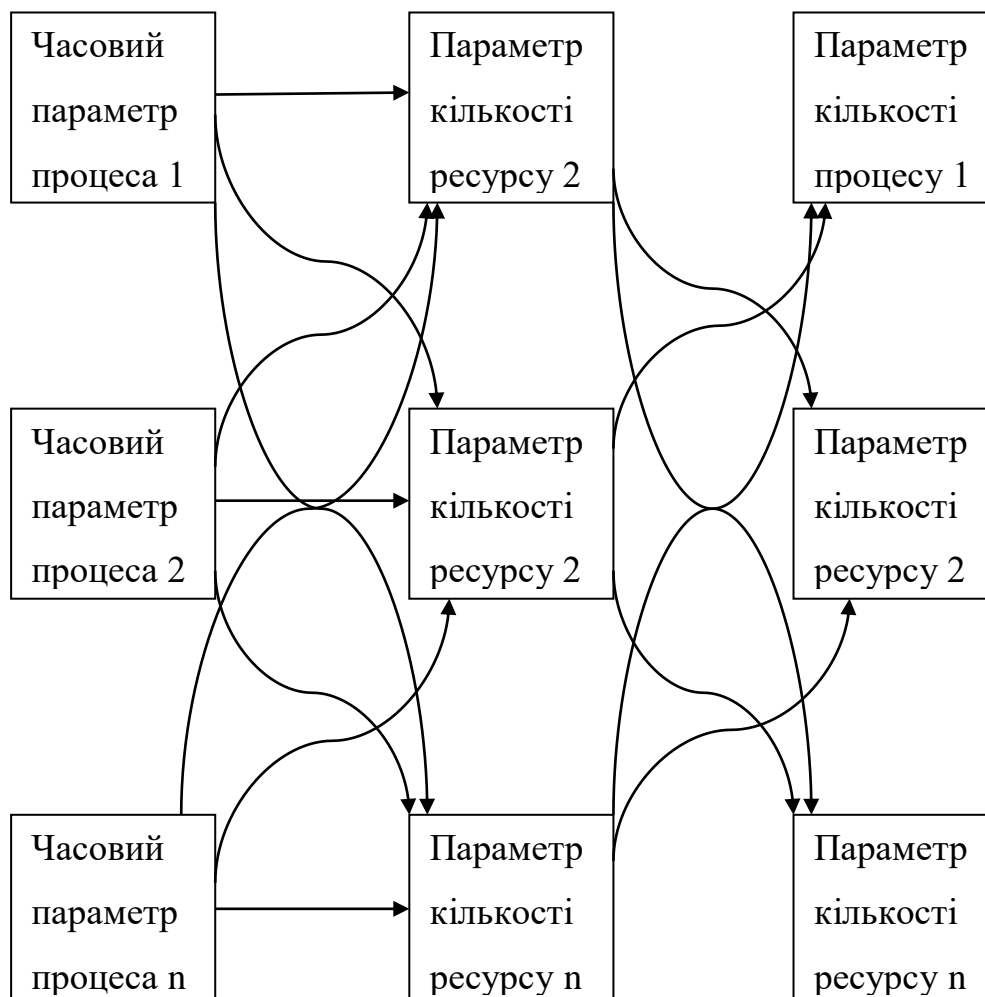 Часовий
параметр
процеса 1
Параметр
кількості
ресурсу 2
Параметр
кількості
процесу 1
Часовий
параметр
процеса 2
Параметр
кількості
ресурсу 2
Параметр
кількості
ресурсу 2
Часовий
параметр
процеса n
Параметр
кількості
ресурсу n
Параметр
кількості
ресурсу n